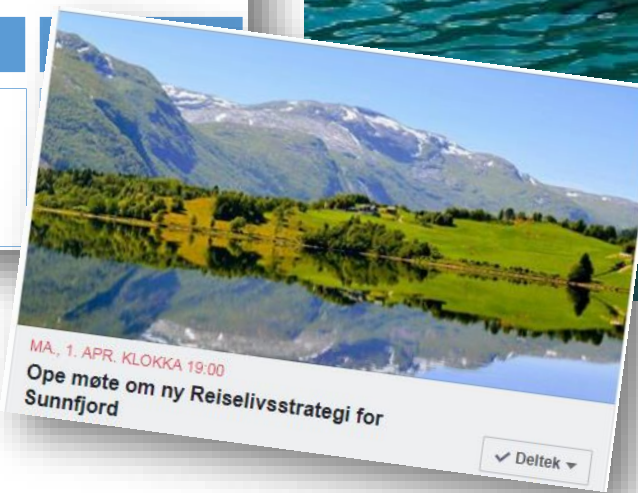 MA., 1. APR. KLOKKA 19:00
Ope møte om ny Reiselivsstrategi for
Sunnfjord
Deltek